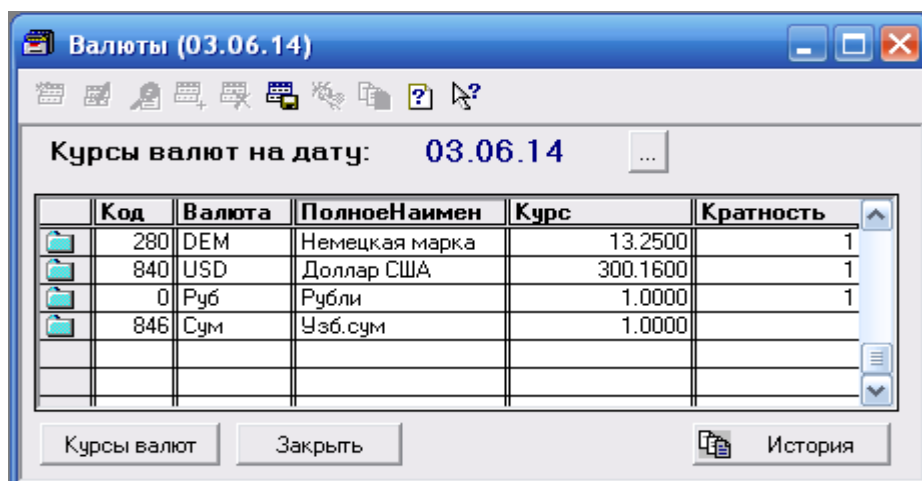 Валюты (03.06.14)
Курсы валют на дату: 03.06.14 ...
Код Валюта ПолноеНаимен Курс Кратность
280 DEM Немецкая марка 13.2500 1
840 USD Доллар США 300.1600 1
0 Руб Рубли 1.0000 1
846 Сум Узб.сум 1.0000
Курсы валют Закрыть История